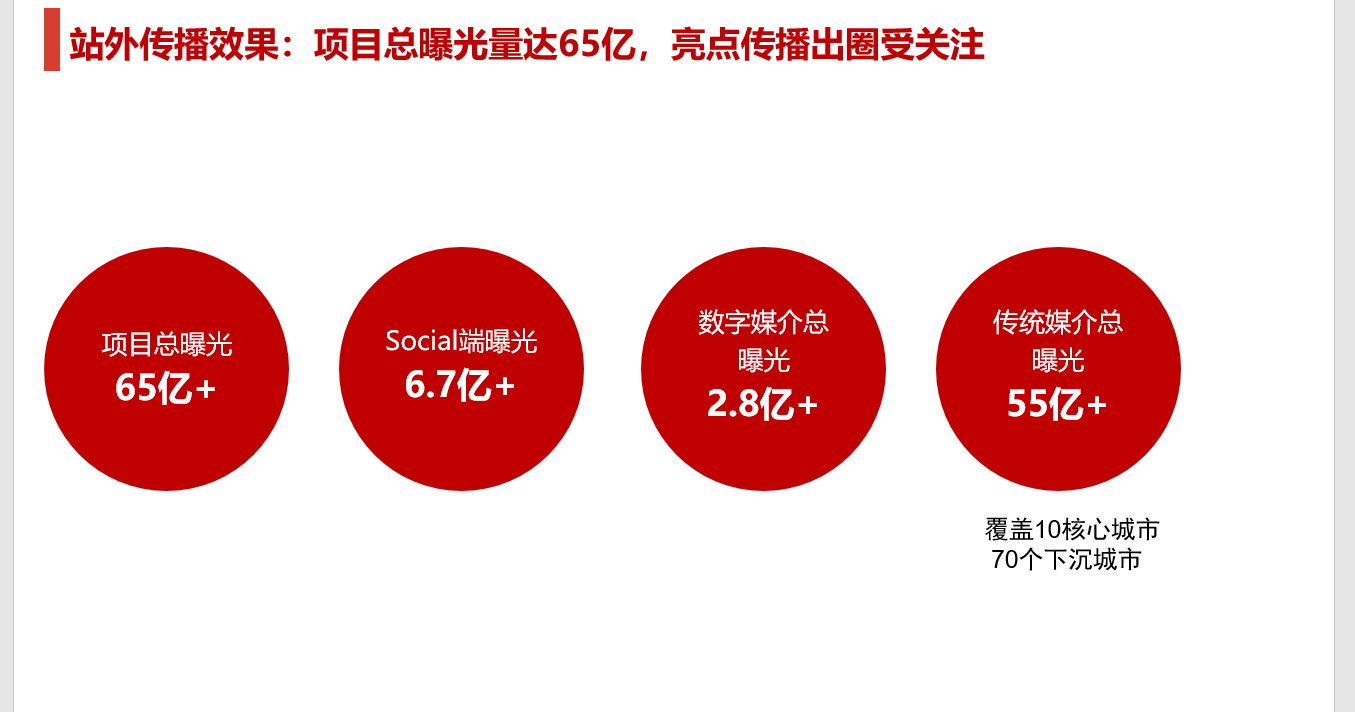 站外传播效果：项目总曝光量达65亿，亮点传播出圈受关注
项目总曝光
65亿+
Social端曝光
6.7亿+
数字媒介总
曝光
2.8亿+
传统媒介总
曝光
55亿+
覆盖10核心城市
70个下沉城市